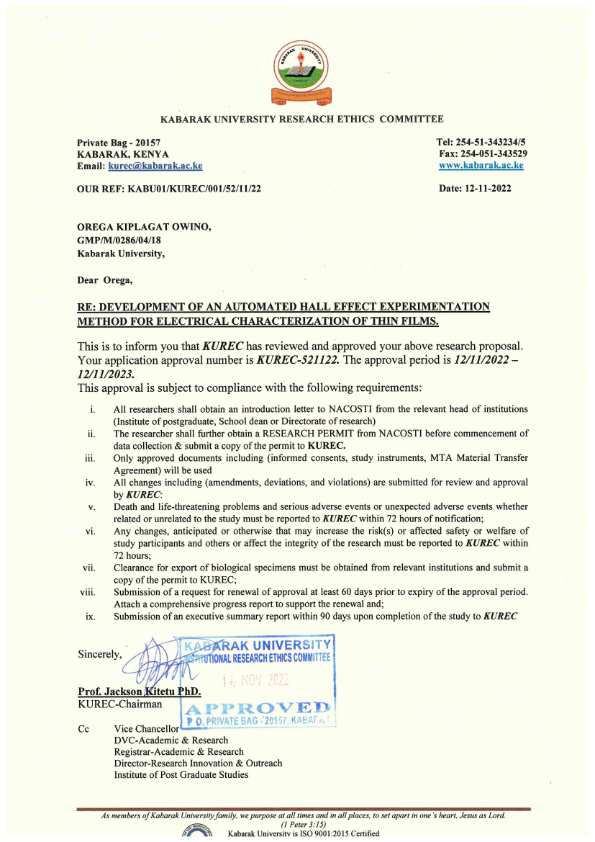 KABARAK UNIVERSITY
KABARAK UNIVERSITY RESEARCH ETHICS COMMITTEE
Private Bag - 20157
KABARAK, KENYA
Email: kurec@kabarak.ac.ke
Tel: 254-51-343234/5
Fax: 254-051-343529
www.kabarak.ac.ke
OUR REF: KABU01/KUREC/001/52/11/22
Date: 12-11-2022
OREGA KIPLAGAT OWINO,
GMP/M/0286/04/18
Kabarak University,
Dear Orega,
RE: DEVELOPMENT OF AN AUTOMATED HALL EFFECT EXPERIMENTATION
METHOD FOR ELECTRICAL CHARACTERIZATION OF THIN FILMS.
This is to inform you that KUREC has reviewed and approved your above research proposal.
Your application approval number is KUREC-521122. The approval period is 12/11/2022 –
12/11/2023.
This approval is subject to compliance with the following requirements:
i. All researchers shall obtain an introduction letter to NACOSTI from the relevant head of institutions
(Institute of postgraduate, School dean or Directorate of research)
ii. The researcher shall further obtain a RESEARCH PERMIT from NACOSTI before commencement of
data collection & submit a copy of the permit to KUREC.
iii. Only approved documents including (informed consents, study instruments, MTA Material Transfer
Agreement) will be used
iv. All changes including (amendments, deviations, and violations) are submitted for review and approval
by KUREC:
v. Death and life-threatening problems and serious adverse events or unexpected adverse events whether
related or unrelated to the study must be reported to KUREC within 72 hours of notification;
vi. Any changes, anticipated or otherwise that may increase the risk(s) or affected safety or welfare of
study participants and others or affect the integrity of the research must be reported to KUREC within
72 hours;
vii. Clearance for export of biological specimens must be obtained from relevant institutions and submit a
copy of the permit to KUREC;
viii. Submission of a request for renewal of approval at least 60 days prior to expiry of the approval period.
Attach a comprehensive progress report to support the renewal and;
ix. Submission of an executive summary report within 90 days upon completion of the study to KUREC
Sincerely,
KABARAK UNIVERSITY
INSTITUTIONAL RESEARCH ETHICS COMMITTEE
NOV 2022
APPROVED
P O. PRIVATE BAG - 20157, KABARAK
Prof. Jackson Kitetu PhD.
KUREC-Chairman
Cc Vice Chancellor
DVC-Academic & Research
Registrar-Academic & Research
Director-Research Innovation & Outreach
Institute of Post Graduate Studies
As members of Kabarak University family, we purpose at all times and in all places, to set apart in one's heart, Jesus as Lord.
(1 Peter 3:15)
Kabarak University is ISO 9001:2015 Certified